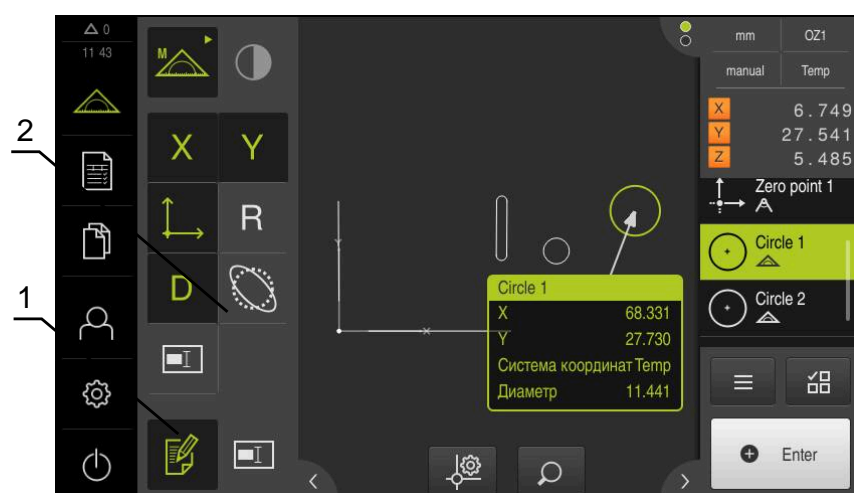 0
11 43
M
2
1
X Y
R
D
Y
X
Circle 1
X 68.331
Y 27.730
Система координат Temp
Диаметр 11.441
mm OZ1
manual Temp
X 6.749
Y 27.541
Z 5.485
Zero point 1
Circle 1
Circle 2
Enter